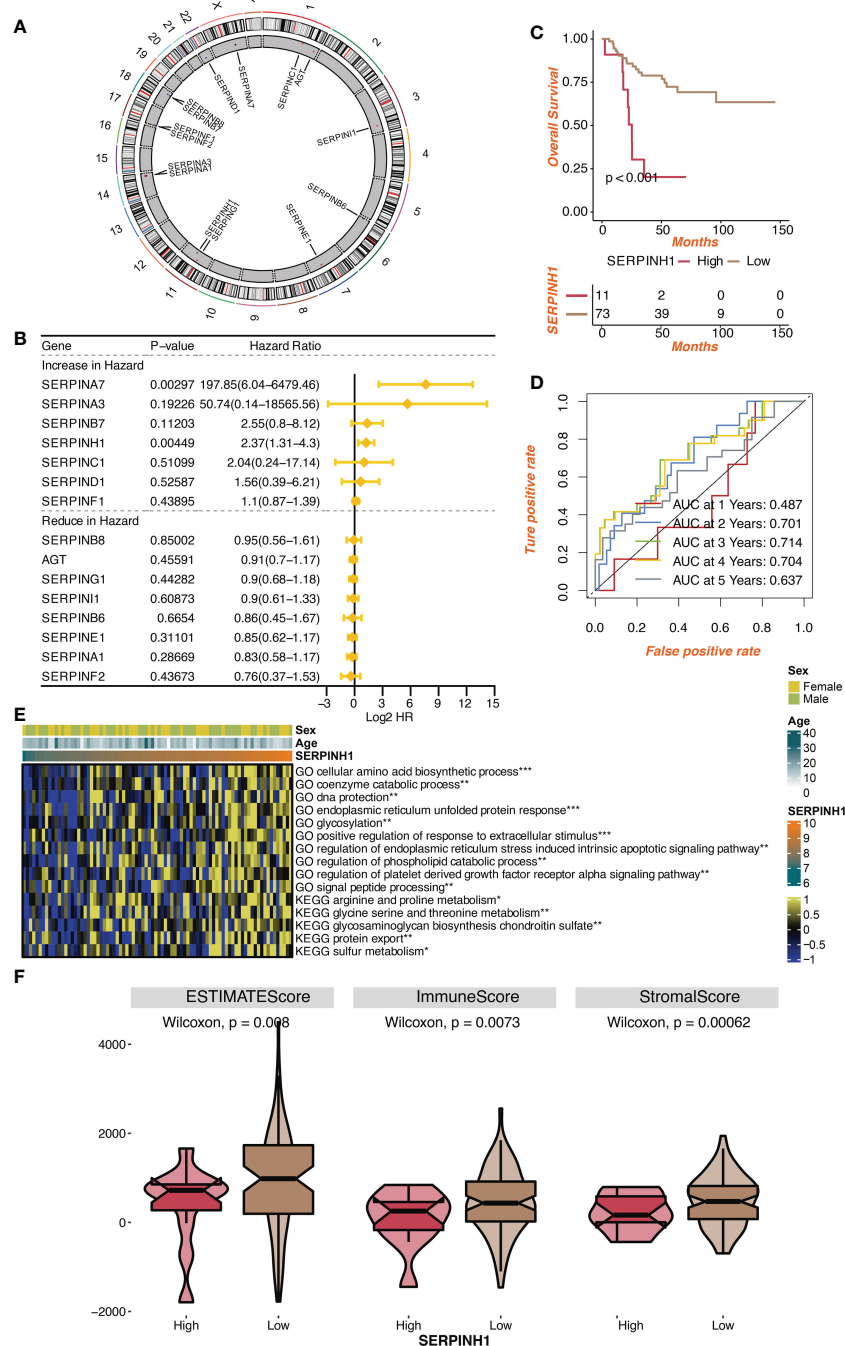 A
1
2
3
4
5
6
7
8
9
10
11
12
13
14
15
16
17
18
19
20
21
22
X
SERPINC1
AGT
SERPINI1
SERPINB6
SERPINE1
SERPINH1
SERPING1
SERPINA3
SERPINA1
SERPINF1
SERPINF2
SERPINB8
SERPINB7
SERPIND1
SERPINA7
B
Gene P−value Hazard Ratio
Increase in Hazard
SERPINA7 0.00297 197.85(6.04−6479.46)
SERPINA3 0.19226 50.74(0.14−18565.56)
SERPINB7 0.11203 2.55(0.8−8.12)
SERPINH1 0.00449 2.37(1.31−4.3)
SERPINC1 0.51099 2.04(0.24−17.14)
SERPIND1 0.52587 1.56(0.39−6.21)
SERPINF1 0.43895 1.1(0.87−1.39)
Reduce in Hazard
SERPINB8 0.85002 0.95(0.56−1.61)
AGT 0.45591 0.91(0.7−1.17)
SERPING1 0.44282 0.9(0.68−1.18)
SERPINI1 0.60873 0.9(0.61−1.33)
SERPINB6 0.6654 0.86(0.45−1.67)
SERPINE1 0.31101 0.85(0.62−1.17)
SERPINA1 0.28669 0.83(0.58−1.17)
SERPINF2 0.43673 0.76(0.37−1.53)
−3 0 3 6 9 12 15
Log2 HR
C
Overall Survival
1.00
0.75
0.50
0.25
0.00
p<0.001
0 50 100 150
Months
SERPINH1 High Low
SERPINH1
11 2 0 0
73 39 9 0
0 50 100 150
Months
D
Ture positive rate
1.0
0.8
0.6
0.4
0.2
0.0
AUC at 1 Years: 0.487
AUC at 2 Years: 0.701
AUC at 3 Years: 0.714
AUC at 4 Years: 0.704
AUC at 5 Years: 0.637
0.0 0.2 0.4 0.6 0.8 1.0
False positive rate
E
Sex
Age
SERPINH1
GO cellular amino acid biosynthetic process***
GO coenzyme catabolic process**
GO dna protection**
GO endoplasmic reticulum unfolded protein response***
GO glycosylation**
GO positive regulation of response to extracellular stimulus***
GO regulation of endoplasmic reticulum stress induced intrinsic apoptotic signaling pathway**
GO regulation of phospholipid catabolic process**
GO regulation of platelet derived growth factor receptor alpha signaling pathway**
GO signal peptide processing**
KEGG arginine and proline metabolism*
KEGG glycine serine and threonine metabolism**
KEGG glycosaminoglycan biosynthesis chondroitin sulfate**
KEGG protein export**
KEGG sulfur metabolism*
Sex
Female
Male
Age
40
30
20
10
0
SERPINH1
10
9
8
7
6
1
0.5
0
−0.5
−1
F
ESTIMATEScore ImmuneScore StromalScore
Wilcoxon, p = 0.008 Wilcoxon, p = 0.0073 Wilcoxon, p = 0.00062
4000
2000
0
−2000
High Low High Low High Low
SERPINH1